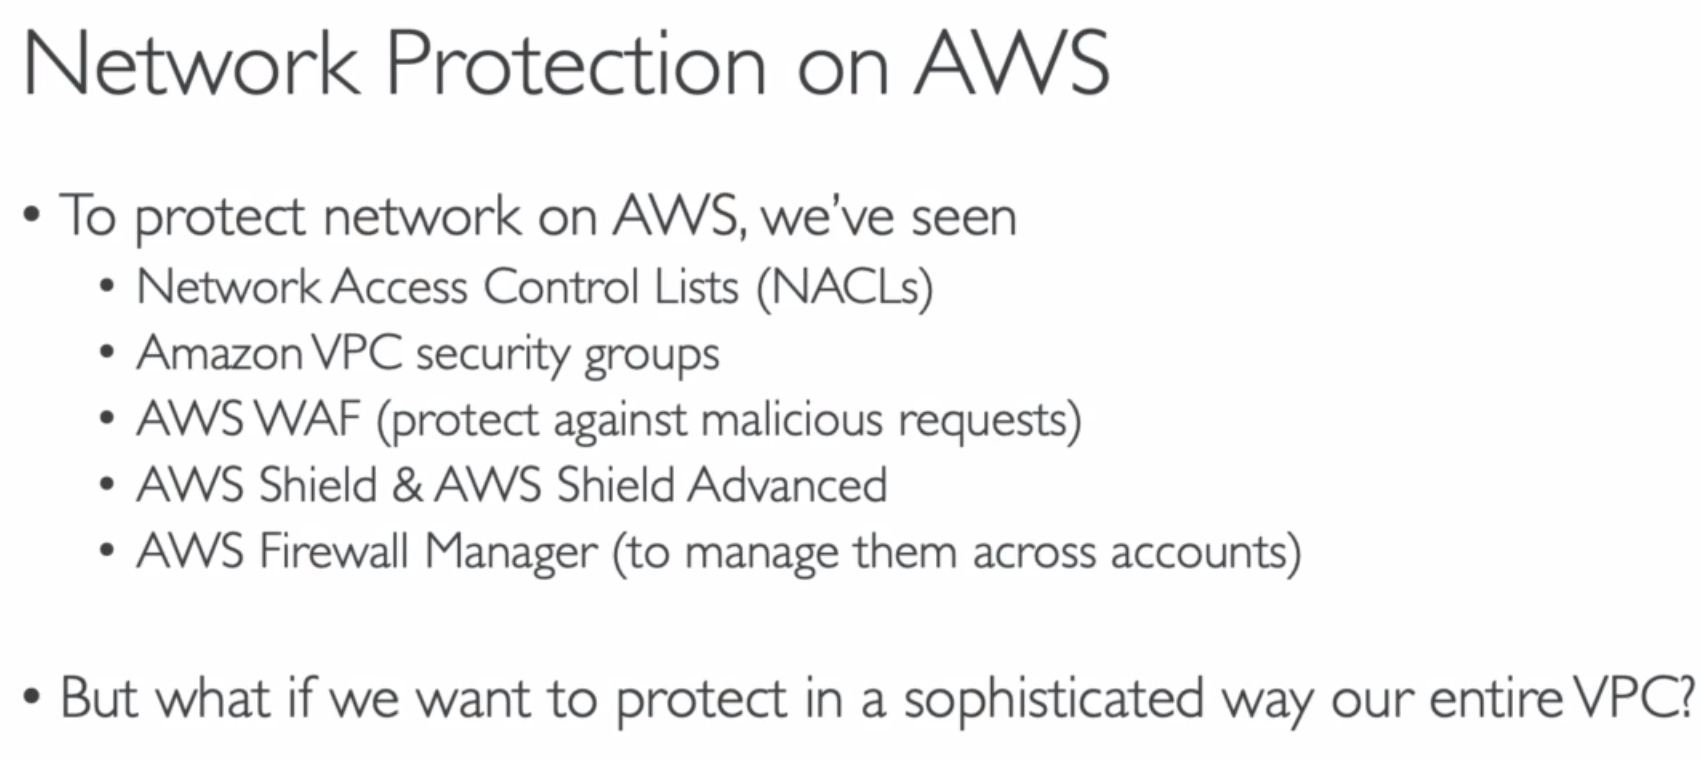 Network Protection on AWS
• To protect network on AWS, we've seen
• Network Access Control Lists (NACLs)
• Amazon VPC security groups
• AWS WAF (protect against malicious requests)
• AWS Shield & AWS Shield Advanced
• AWS Firewall Manager (to manage them across accounts)
• But what if we want to protect in a sophisticated way our entire VPC?